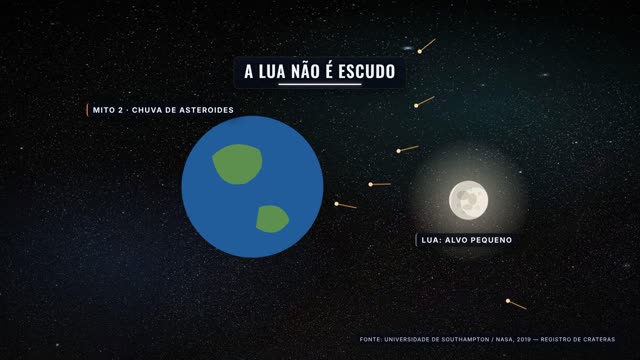 A LUA NÃO É ESCUDO
MITO 2 · CHUVA DE ASTEROIDES
LUA: ALVO PEQUENO
FONTE: UNIVERSIDADE DE SOUTHAMPTON / NASA, 2019 — REGISTRO DE CRATERAS